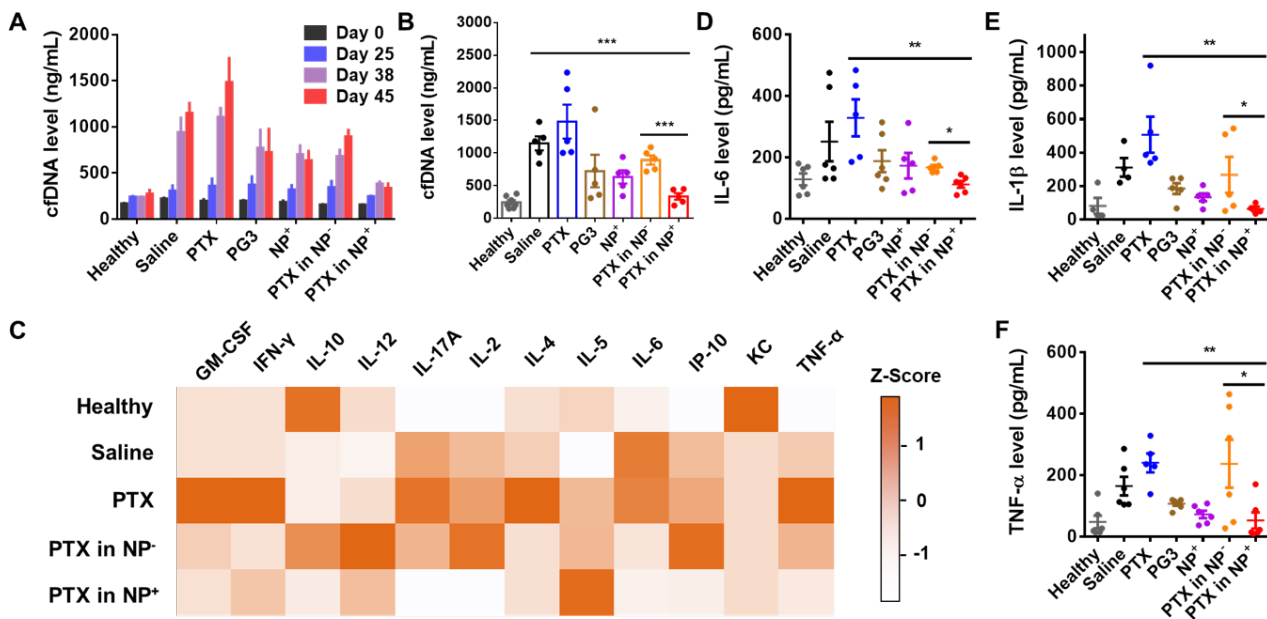 A
cfDNA level (ng/mL)
2000
1500
1000
500
0
Day 0
Day 25
Day 38
Day 45
Healthy
Saline
PTX
PG3
NP+
PTX in NP-
PTX in NP+
B
cfDNA level (ng/mL)
3000
2500
2000
1500
1000
500
0
***
***
Healthy
Saline
PTX
PG3
NP+
PTX in NP-
PTX in NP+
D
IL-6 level (pg/mL)
600
400
200
0
**
*
Healthy
Saline
PTX
PG3
NP+
PTX in NP-
PTX in NP+
E
IL-1β level (pg/mL)
1000
800
600
400
200
0
**
*
Healthy
Saline
PTX
PG3
NP+
PTX in NP-
PTX in NP+
C
GM-CSF
IFN-γ
IL-10
IL-12
IL-17A
IL-2
IL-4
IL-5
IL-6
IP-10
KC
TNF-α
Healthy
Saline
PTX
PTX in NP-
PTX in NP+
Z-Score
1
0
-1
F
TNF-α level (pg/mL)
600
400
200
0
**
*
Healthy
Saline
PTX
PG3
NP+
PTX in NP-
PTX in NP+